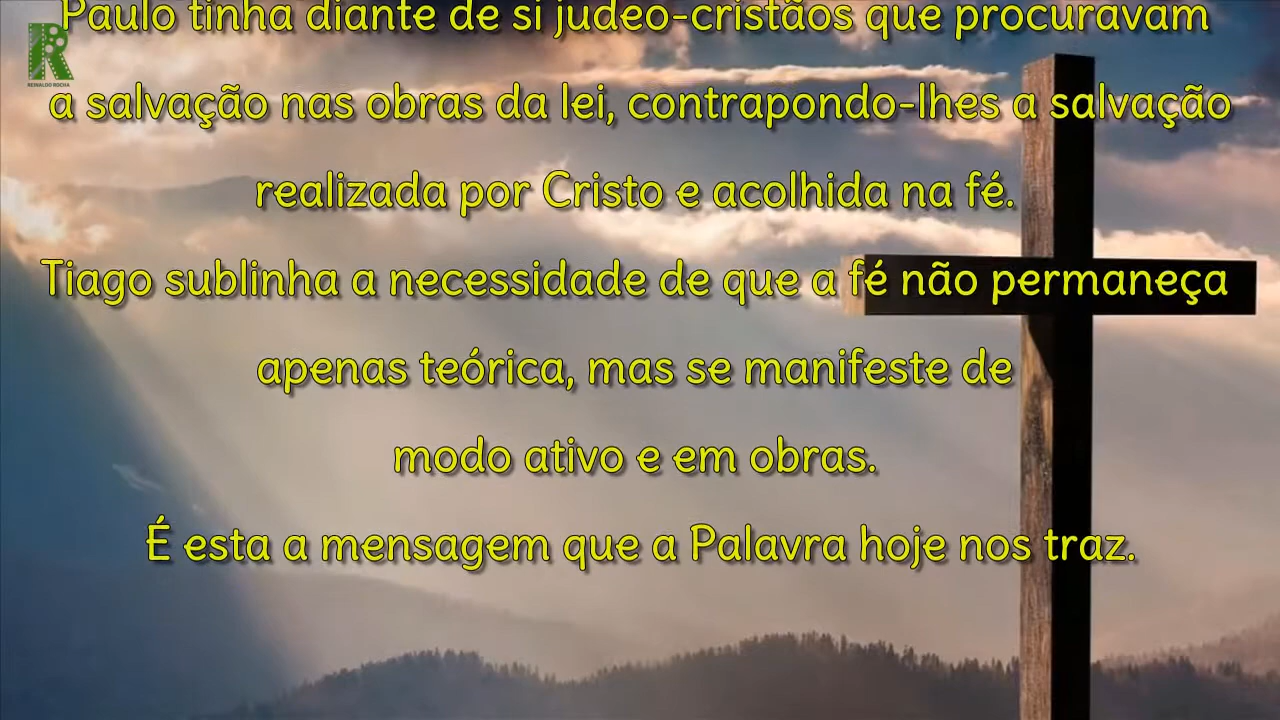 R
REINALDO ROCHA
Paulo tinha diante de si judeo-cristãos que procuravam
a salvação nas obras da lei, contrapondo-lhes a salvação
realizada por Cristo e acolhida na fé.
Tiago sublinha a necessidade de que a fé não permaneça
apenas teórica, mas se manifeste de
modo ativo e em obras.
É esta a mensagem que a Palavra hoje nos traz.